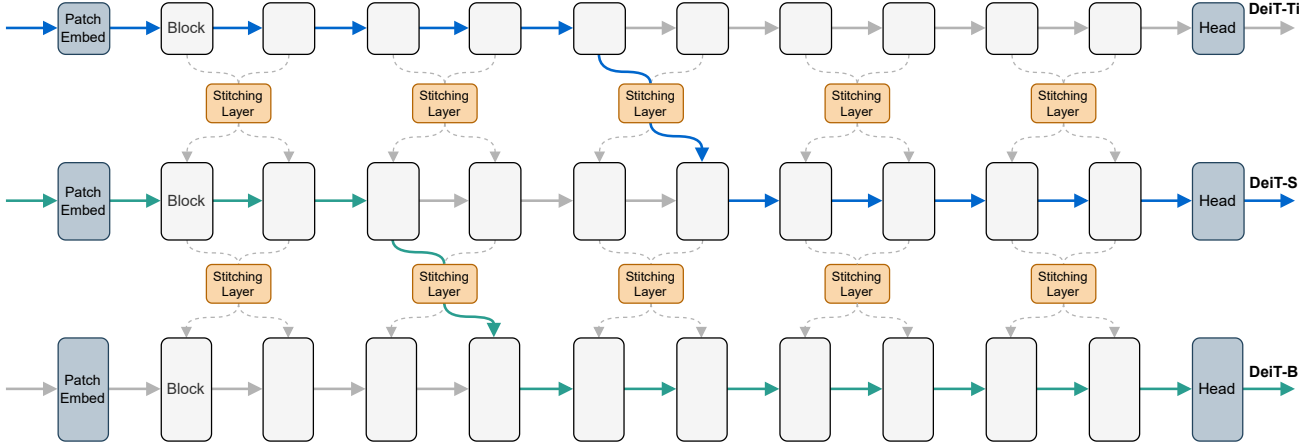 DeiT-Ti
Patch
Embed
Block
Head
Stitching
Layer
Stitching
Layer
Stitching
Layer
Stitching
Layer
Stitching
Layer
DeiT-S
Patch
Embed
Block
Head
Stitching
Layer
Stitching
Layer
Stitching
Layer
Stitching
Layer
Stitching
Layer
DeiT-B
Patch
Embed
Block
Head